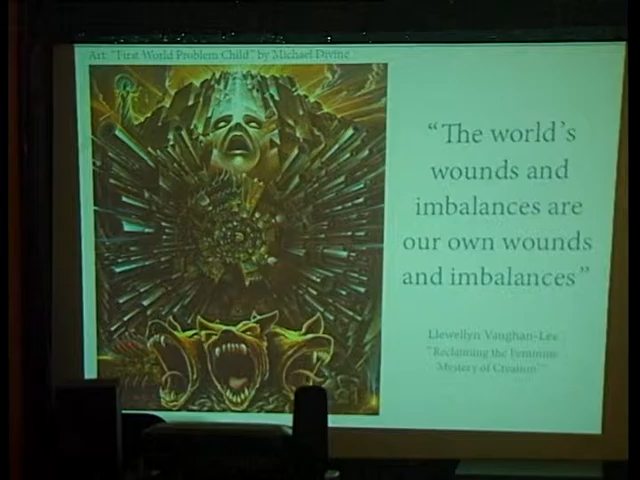 Art: "First World Problem Child" by Michael Divine
“The world’s
wounds and
imbalances are
our own wounds
and imbalances”
Llewellyn Vaughan-Lee
"Reclaiming the Feminine
Mystery of Creation"